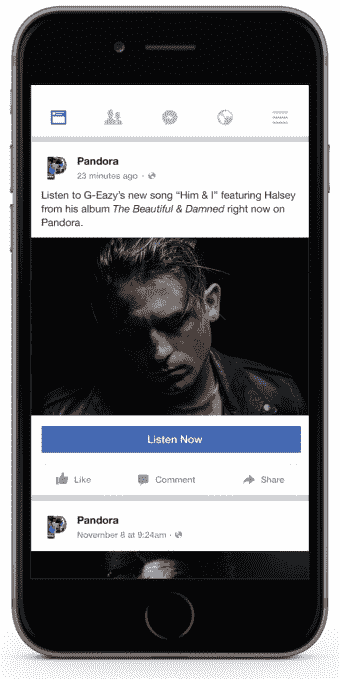 Pandora
23 minutes ago ·
Listen to G-Eazy's new song “Him & I” featuring Halsey
from his album The Beautiful & Damned right now on
Pandora.
Listen Now
Like Comment Share
Pandora
November 8 at 9:24am ·